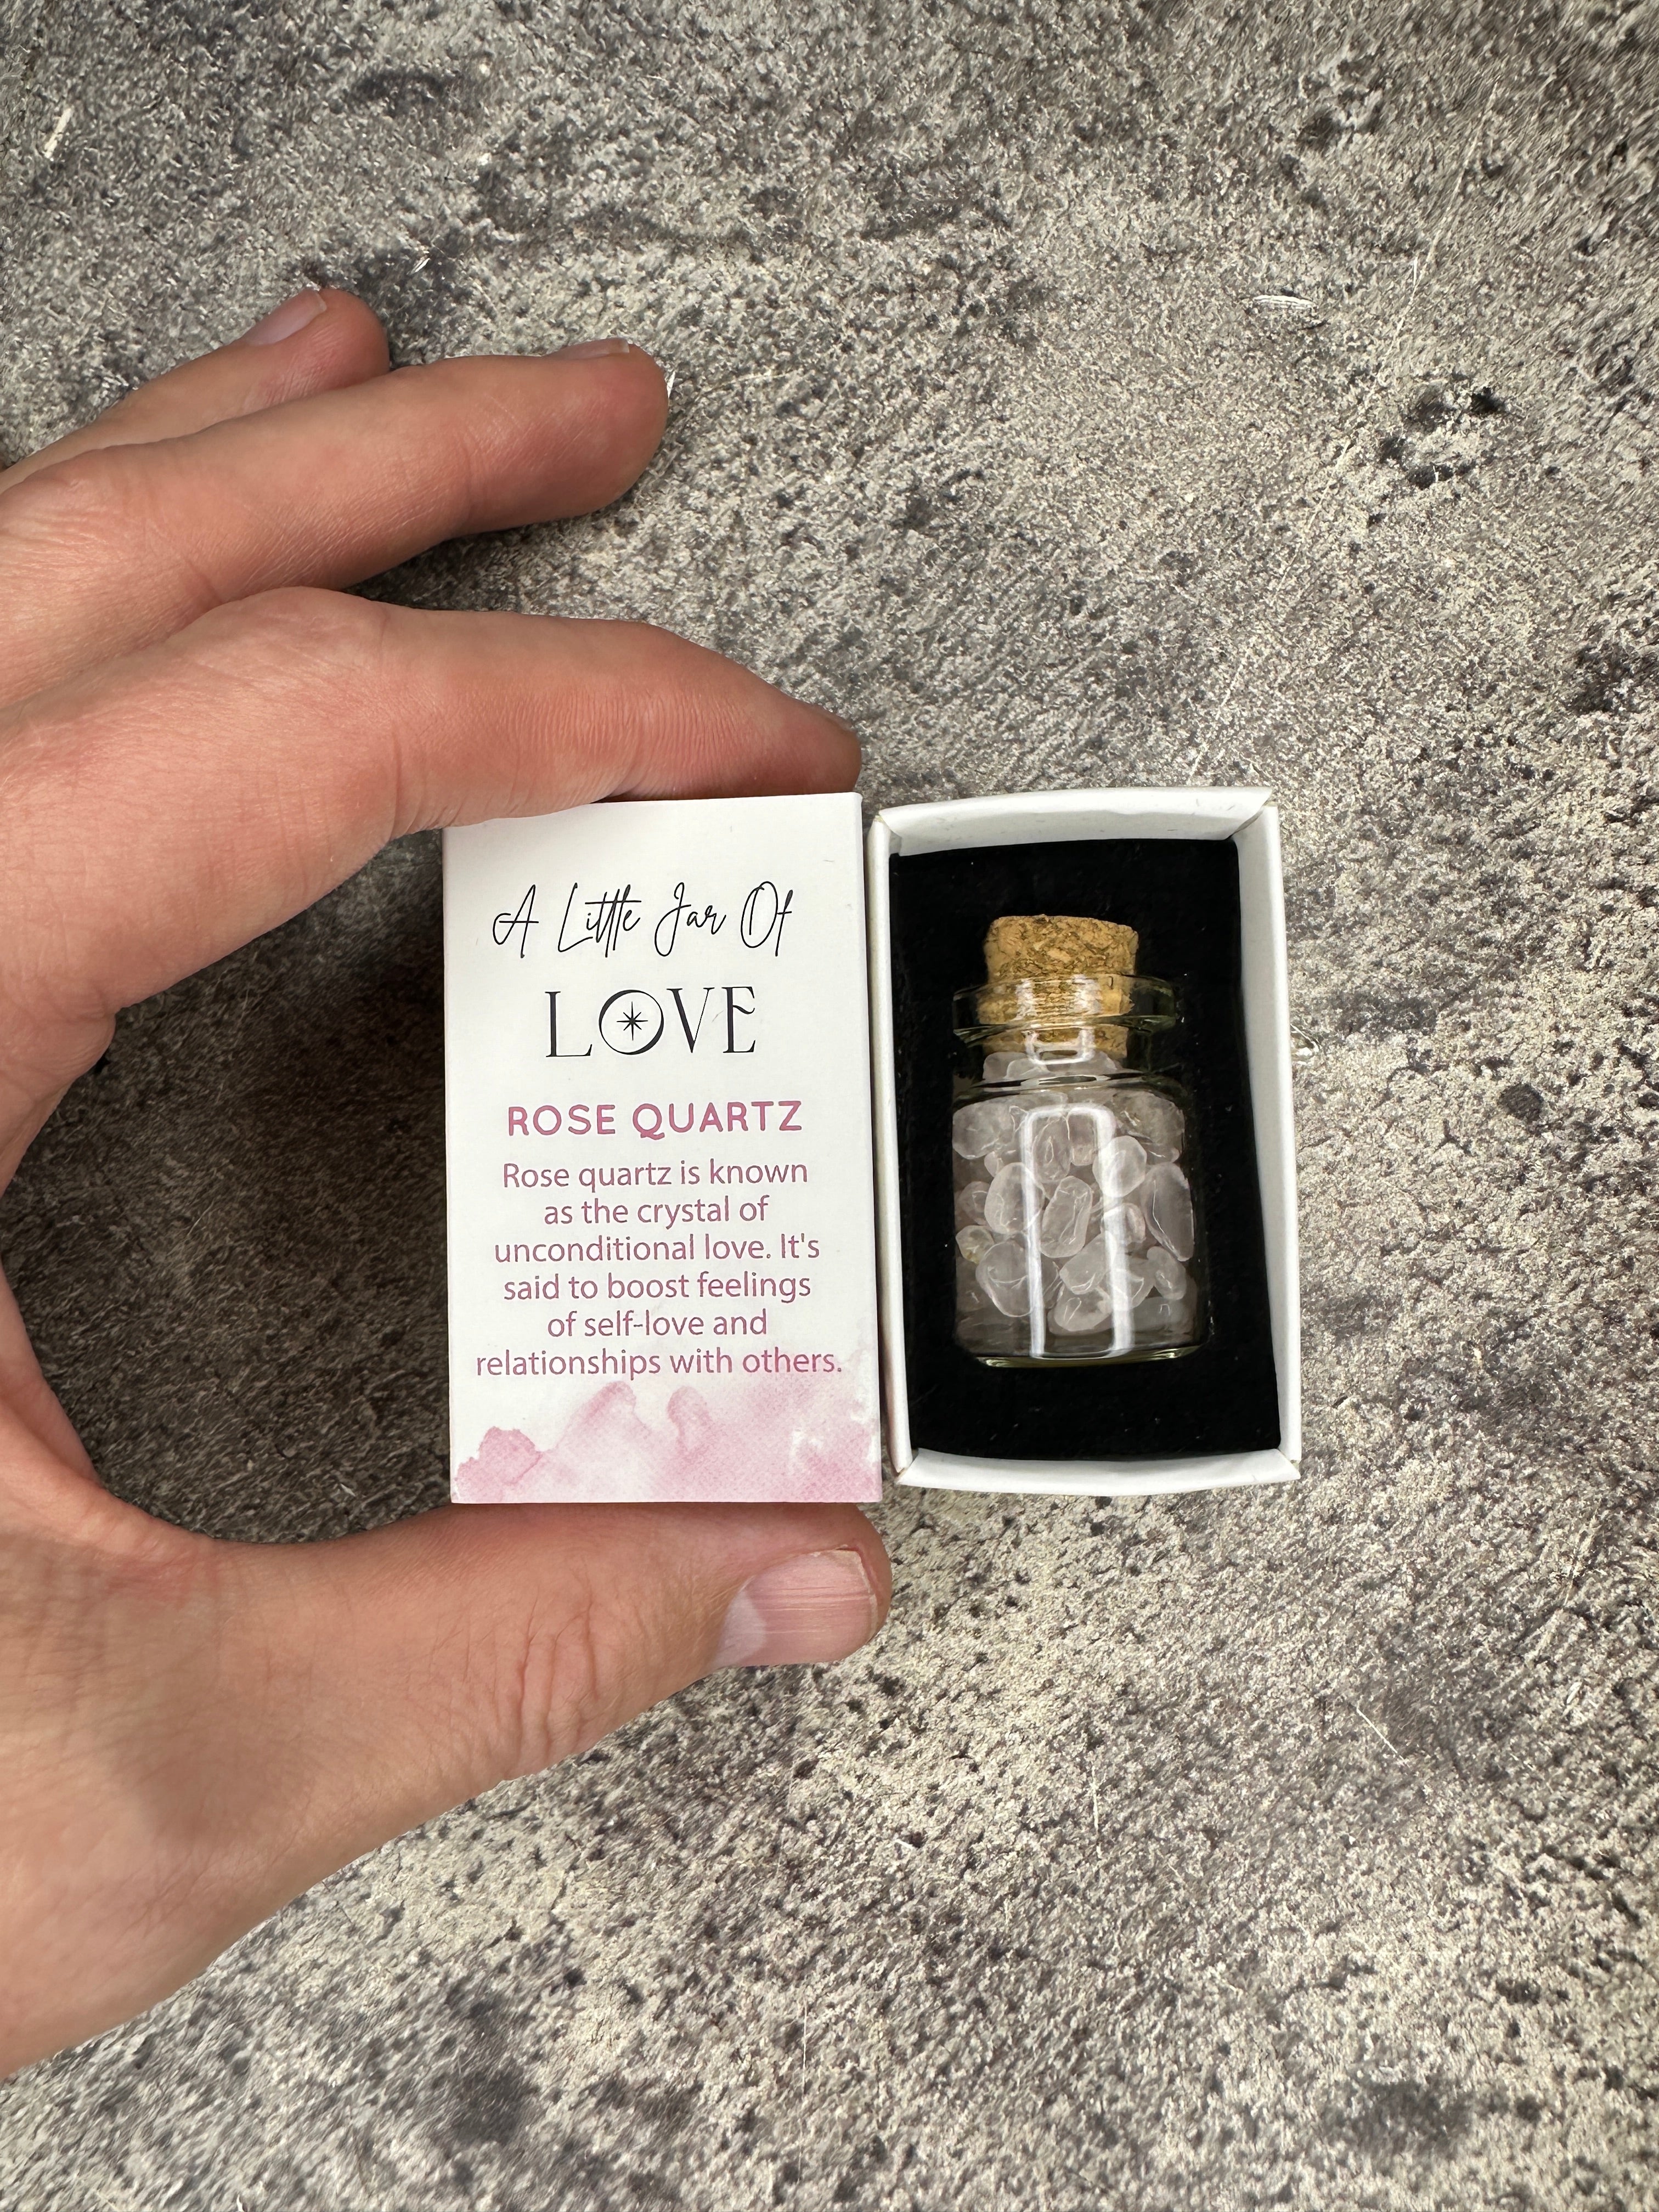 A Little Jar Of
LOVE
ROSE QUARTZ
Rose quartz is known
as the crystal of
unconditional love. It's
said to boost feelings
of self-love and
relationships with others.